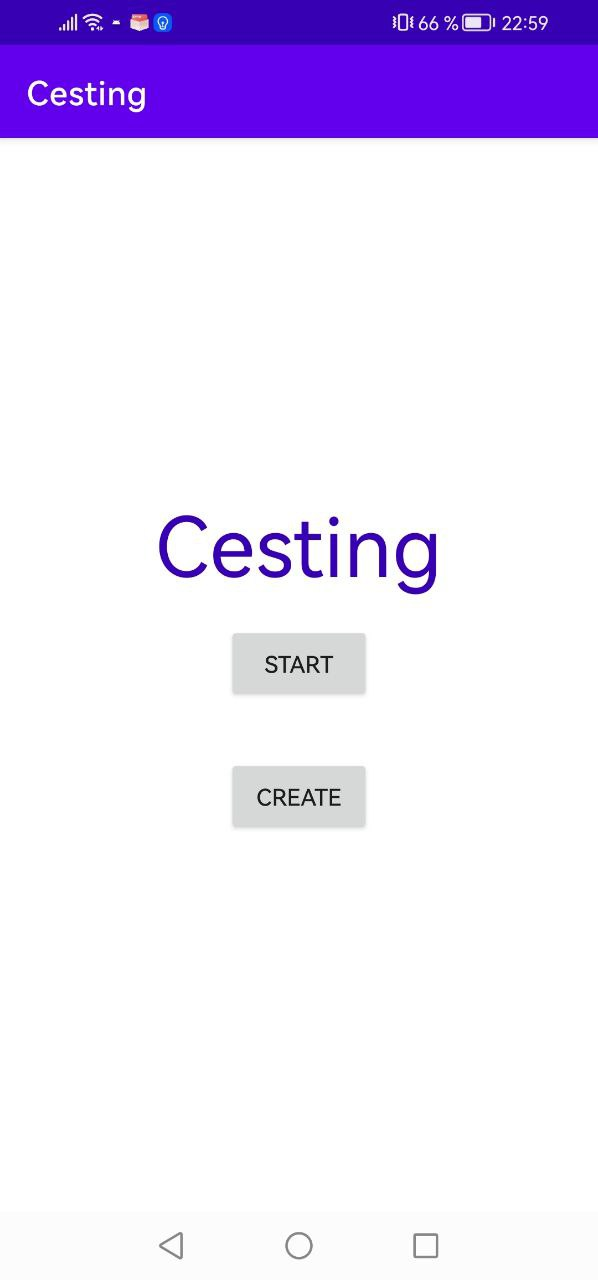 66 % 22:59
Cesting
Cesting
START
CREATE